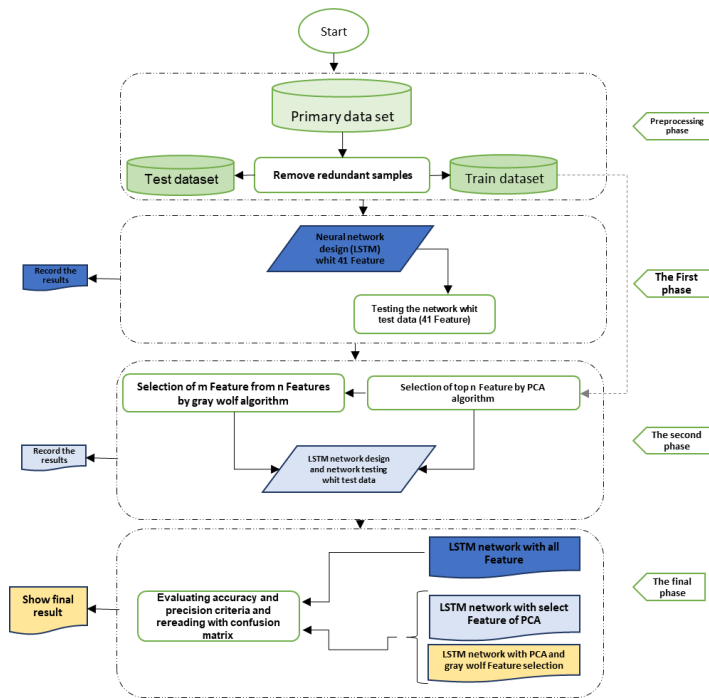 Start
Primary data set
Preprocessing
phase
Test dataset
Remove redundant samples
Train dataset
Neural network
design (LSTM)
whit 41 Feature
Record the
results
The First
phase
Testing the network whit
test data (41 Feature)
Selection of m Feature from n Features
by gray wolf algorithm
Selection of top n Feature by PCA
algorithm
The second
phase
Record the
results
LSTM network design
and network testing
whit test data
LSTM network with all
Feature
Show final
result
Evaluating accuracy and
precision criteria and
rereading with confusion
matrix
LSTM network with select
Feature of PCA
The final
phase
LSTM network with PCA and
gray wolf Feature selection